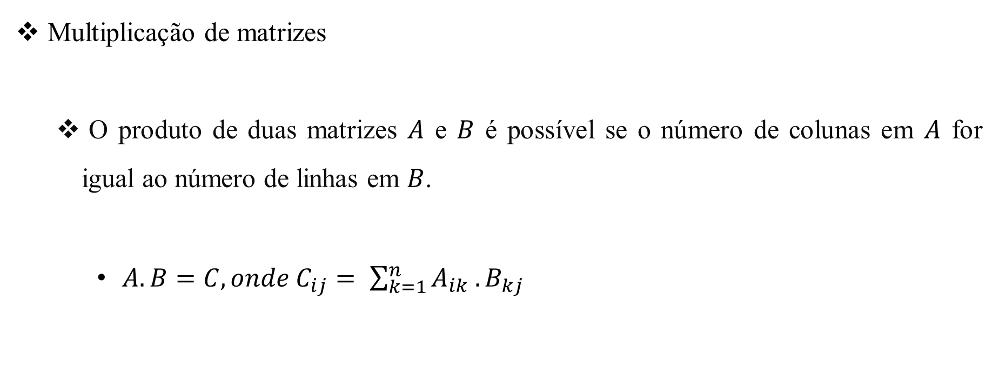 ❖ Multiplicação de matrizes
❖ O produto de duas matrizes A e B é possível se o número de colunas em A for
igual ao número de linhas em B.
• A. B = C, onde C_{ij} = ∑_{k=1}^{n} A_{ik} . B_{kj}